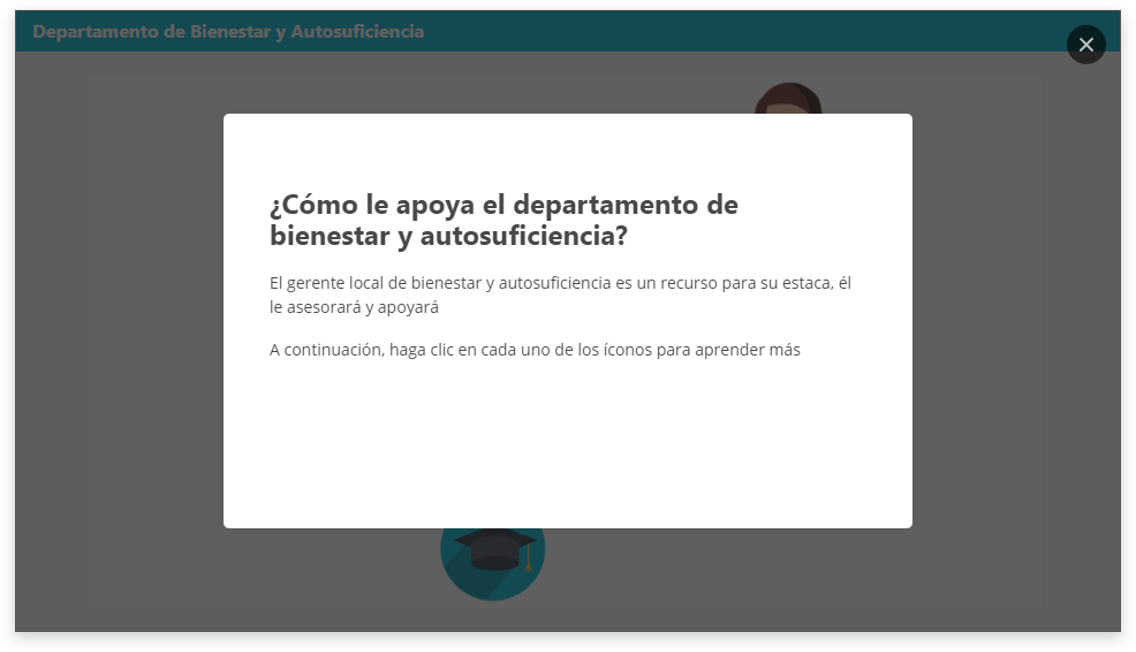 Departamento de Bienestar y Autosuficiencia
¿Cómo le apoya el departamento de
bienestar y autosuficiencia?
El gerente local de bienestar y autosuficiencia es un recurso para su estaca, él
le asesorará y apoyará
A continuación, haga clic en cada uno de los íconos para aprender más